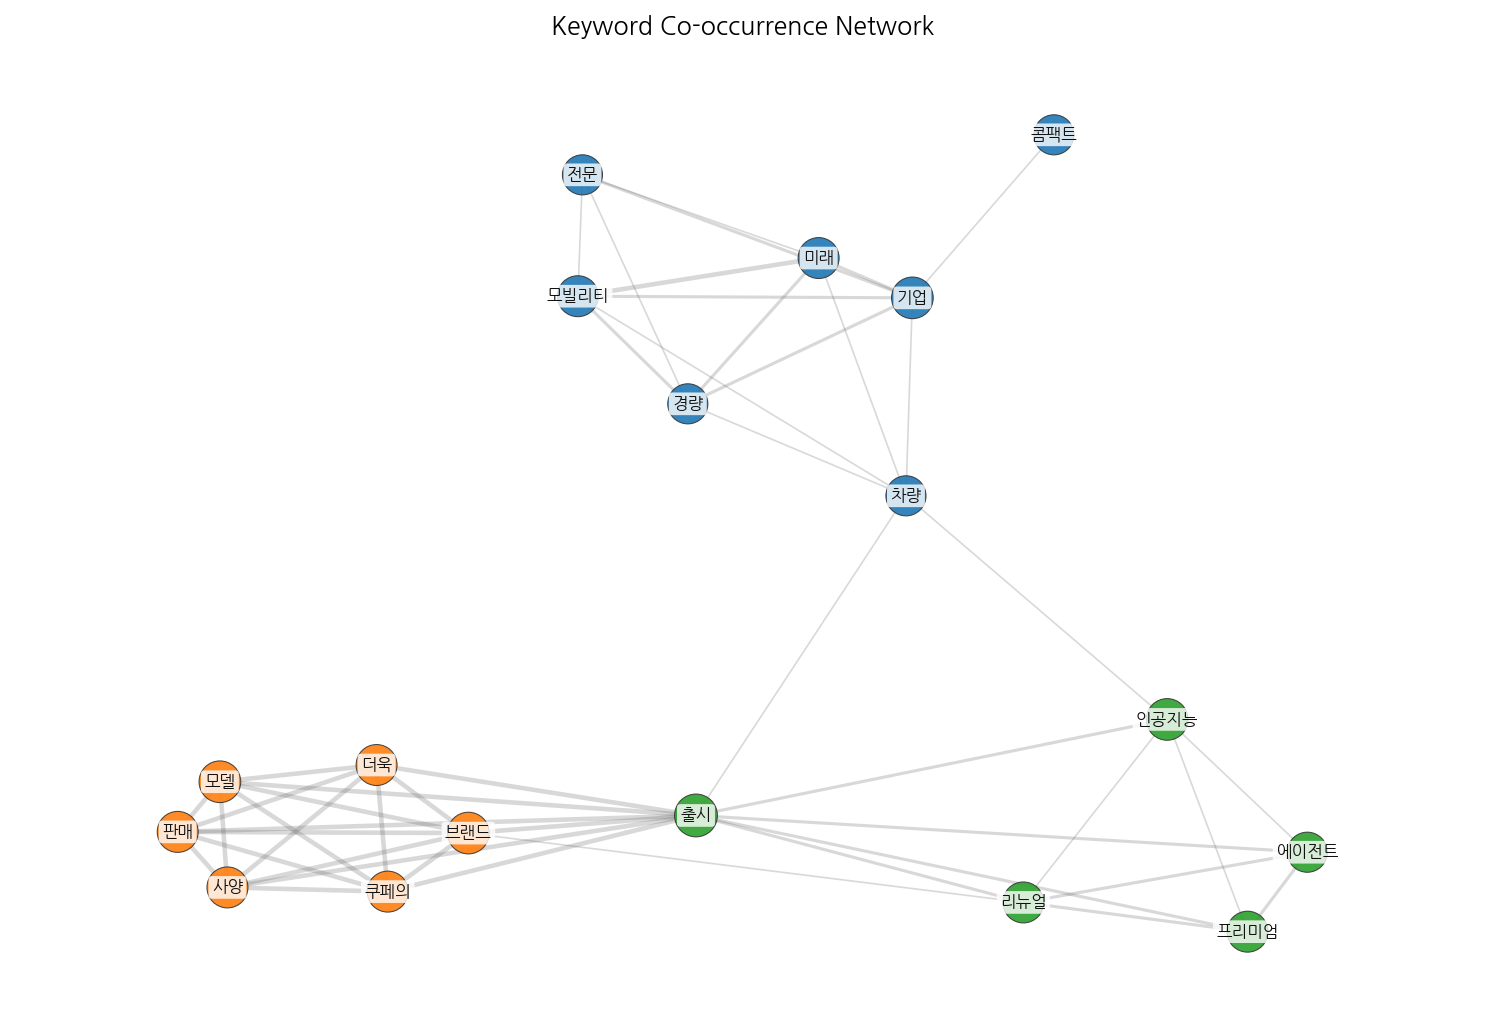 Keyword Co-occurrence Network
콤팩트
전문
미래
모빌리티
기업
경량
차량
인공지능
더욱
모델
출시
판매
브랜드
에이전트
사양
쿠페의
리뉴얼
프리미엄